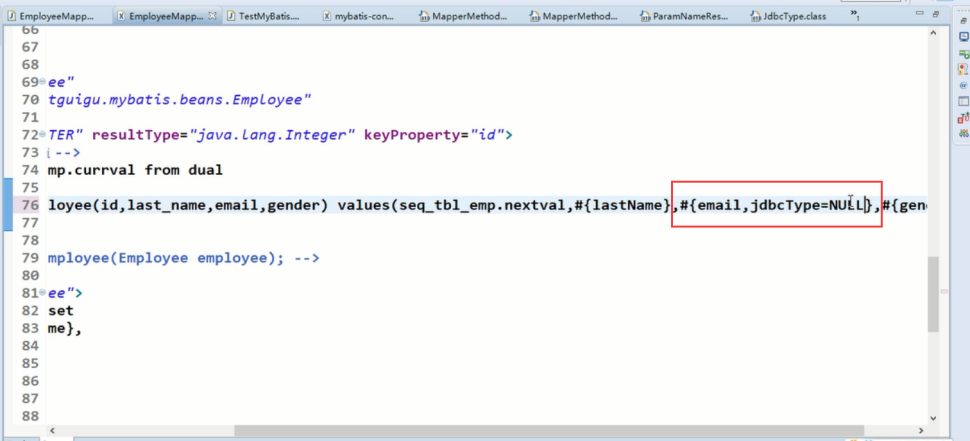 EmployeeMapp...
EmployeeMapp...
TestMyBatis....
mybatis-con...
MapperMethod...
MapperMethod...
ParamNameRes...
JdbcType.class
»1
66
67
68
69 ee"
70 tguigu.mybatis.beans.Employee"
71
72 TER" resultType="java.lang.Integer" keyProperty="id">
73 -->
74 mp.currval from dual
75
76 loyee(id,last_name,email,gender) values(seq_tbl_emp.nextval,#{lastName},#{email,jdbcType=NULL},#{gen
77
78
79 mployee(Employee employee); -->
80
81 ee">
82 set
83 me},
84
85
86
87
88